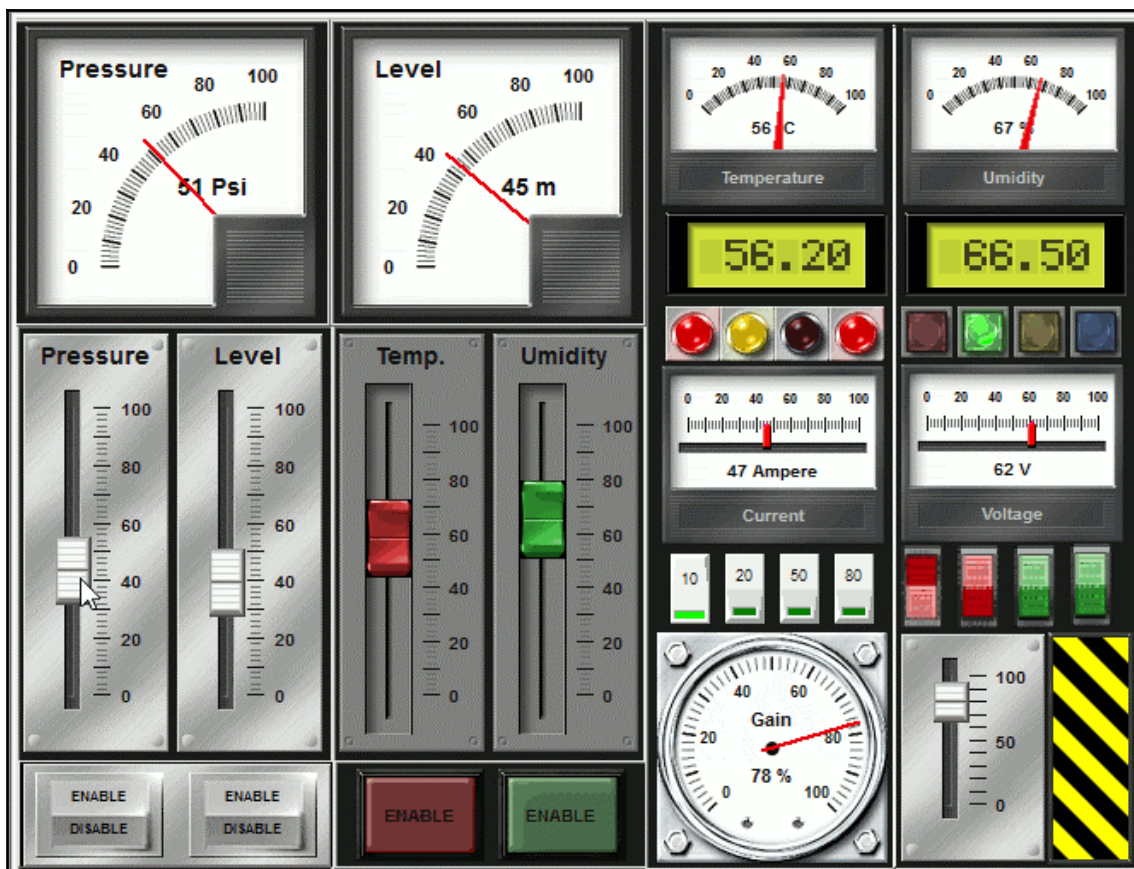 Pressure
0 20 40 60 80 100
51 Psi
Level
0 20 40 60 80 100
45 m
0 20 40 60 80 100
56 C
Temperature
0 20 40 60 80 100
67 %
Umidity
56.20
66.50
Pressure
100
80
60
40
20
0
Level
100
80
60
40
20
0
Temp.
100
80
60
40
20
0
Umidity
100
80
60
40
20
0
0 20 40 60 80 100
47 Ampere
Current
0 20 40 60 80 100
62 V
Voltage
10 20 50 80
0 20 40 60 80 100
Gain
78 %
100
50
0
ENABLE
DISABLE
ENABLE
DISABLE
ENABLE
ENABLE